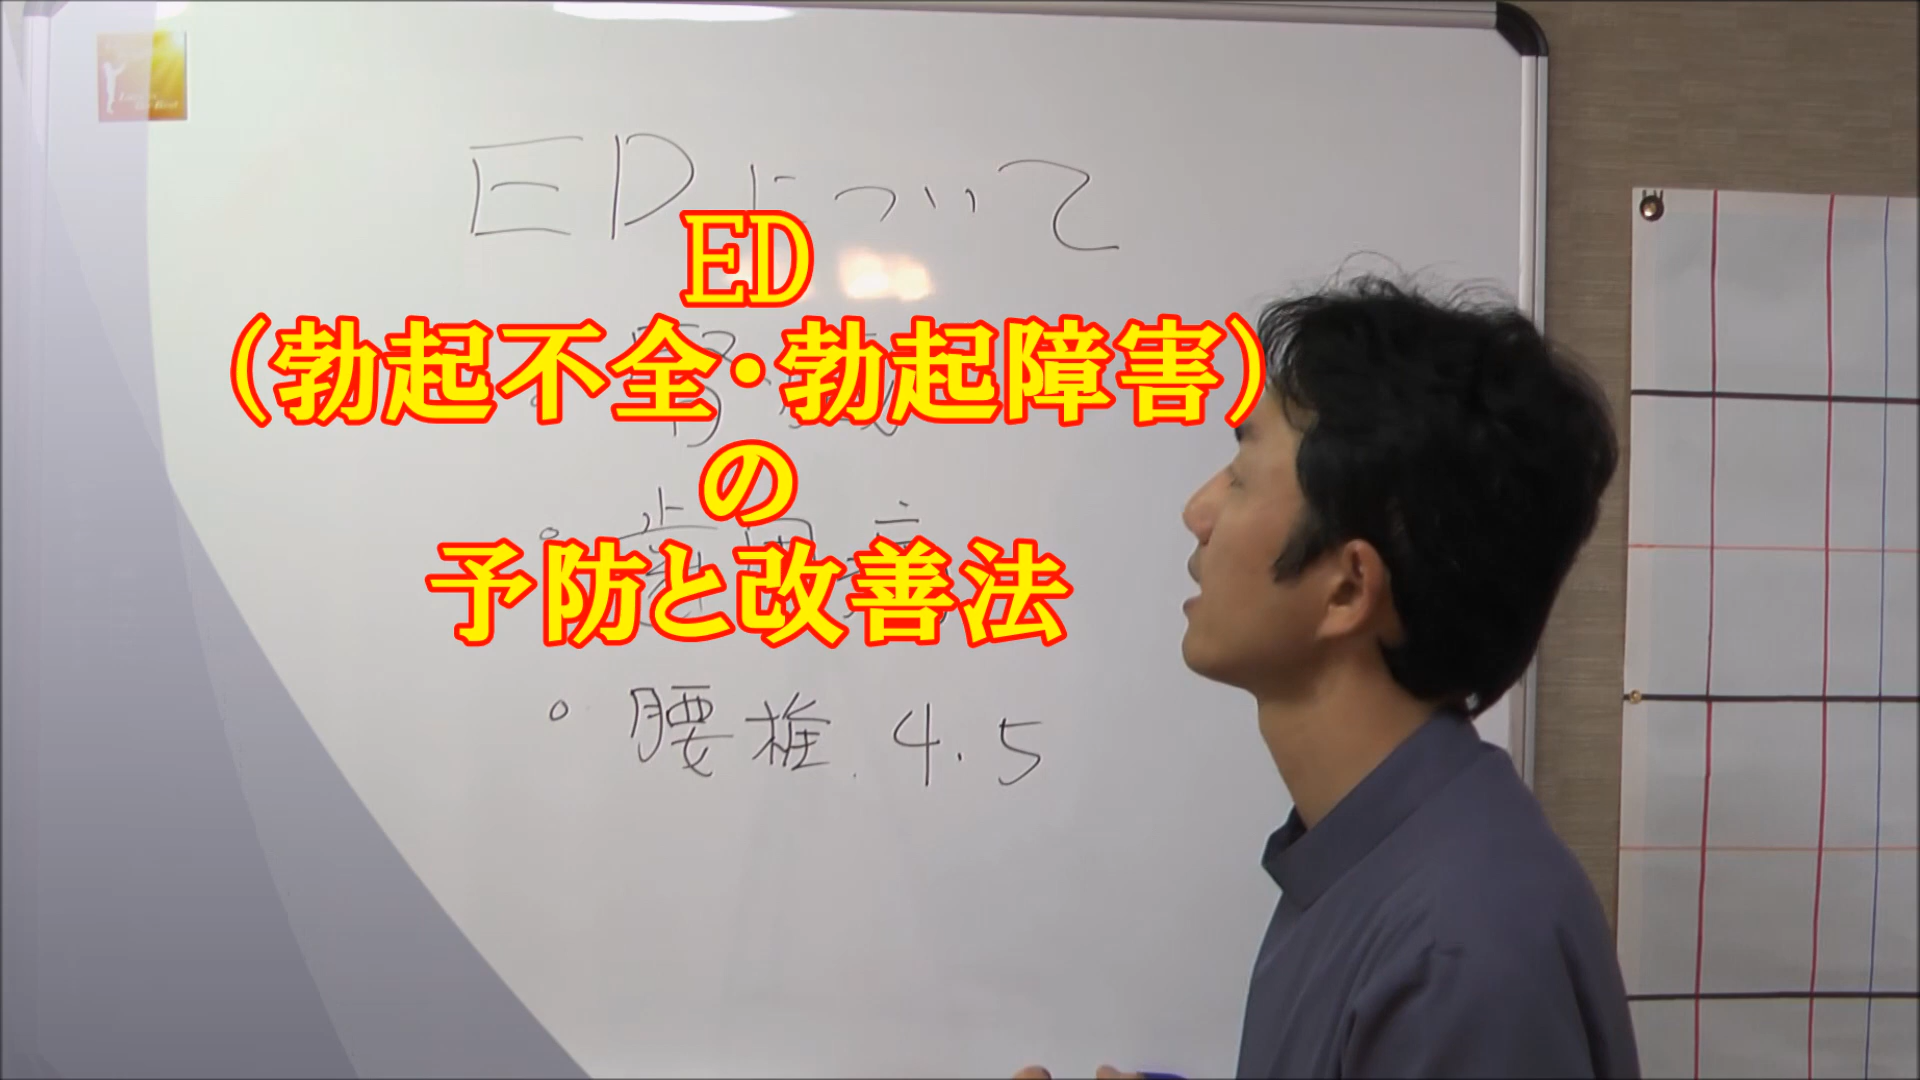 EDについて
ED
(勃起不全・勃起障害)
の
予防と改善法
腰椎 4.5